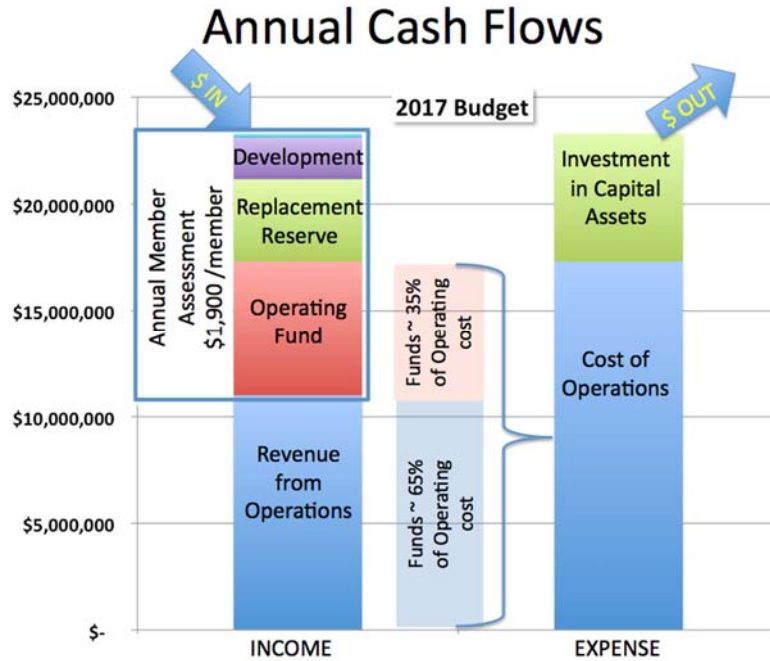 Annual Cash Flows
$ IN
$ OUT
2017 Budget
$25,000,000
$20,000,000
$15,000,000
$10,000,000
$5,000,000
$-
Annual Member
Assessment
$1,900 /member
Development
Replacement
Reserve
Operating
Fund
Revenue
from
Operations
Funds ~ 35%
of Operating
cost
Funds ~ 65%
of Operating
cost
Investment
in Capital
Assets
Cost of
Operations
INCOME
EXPENSE